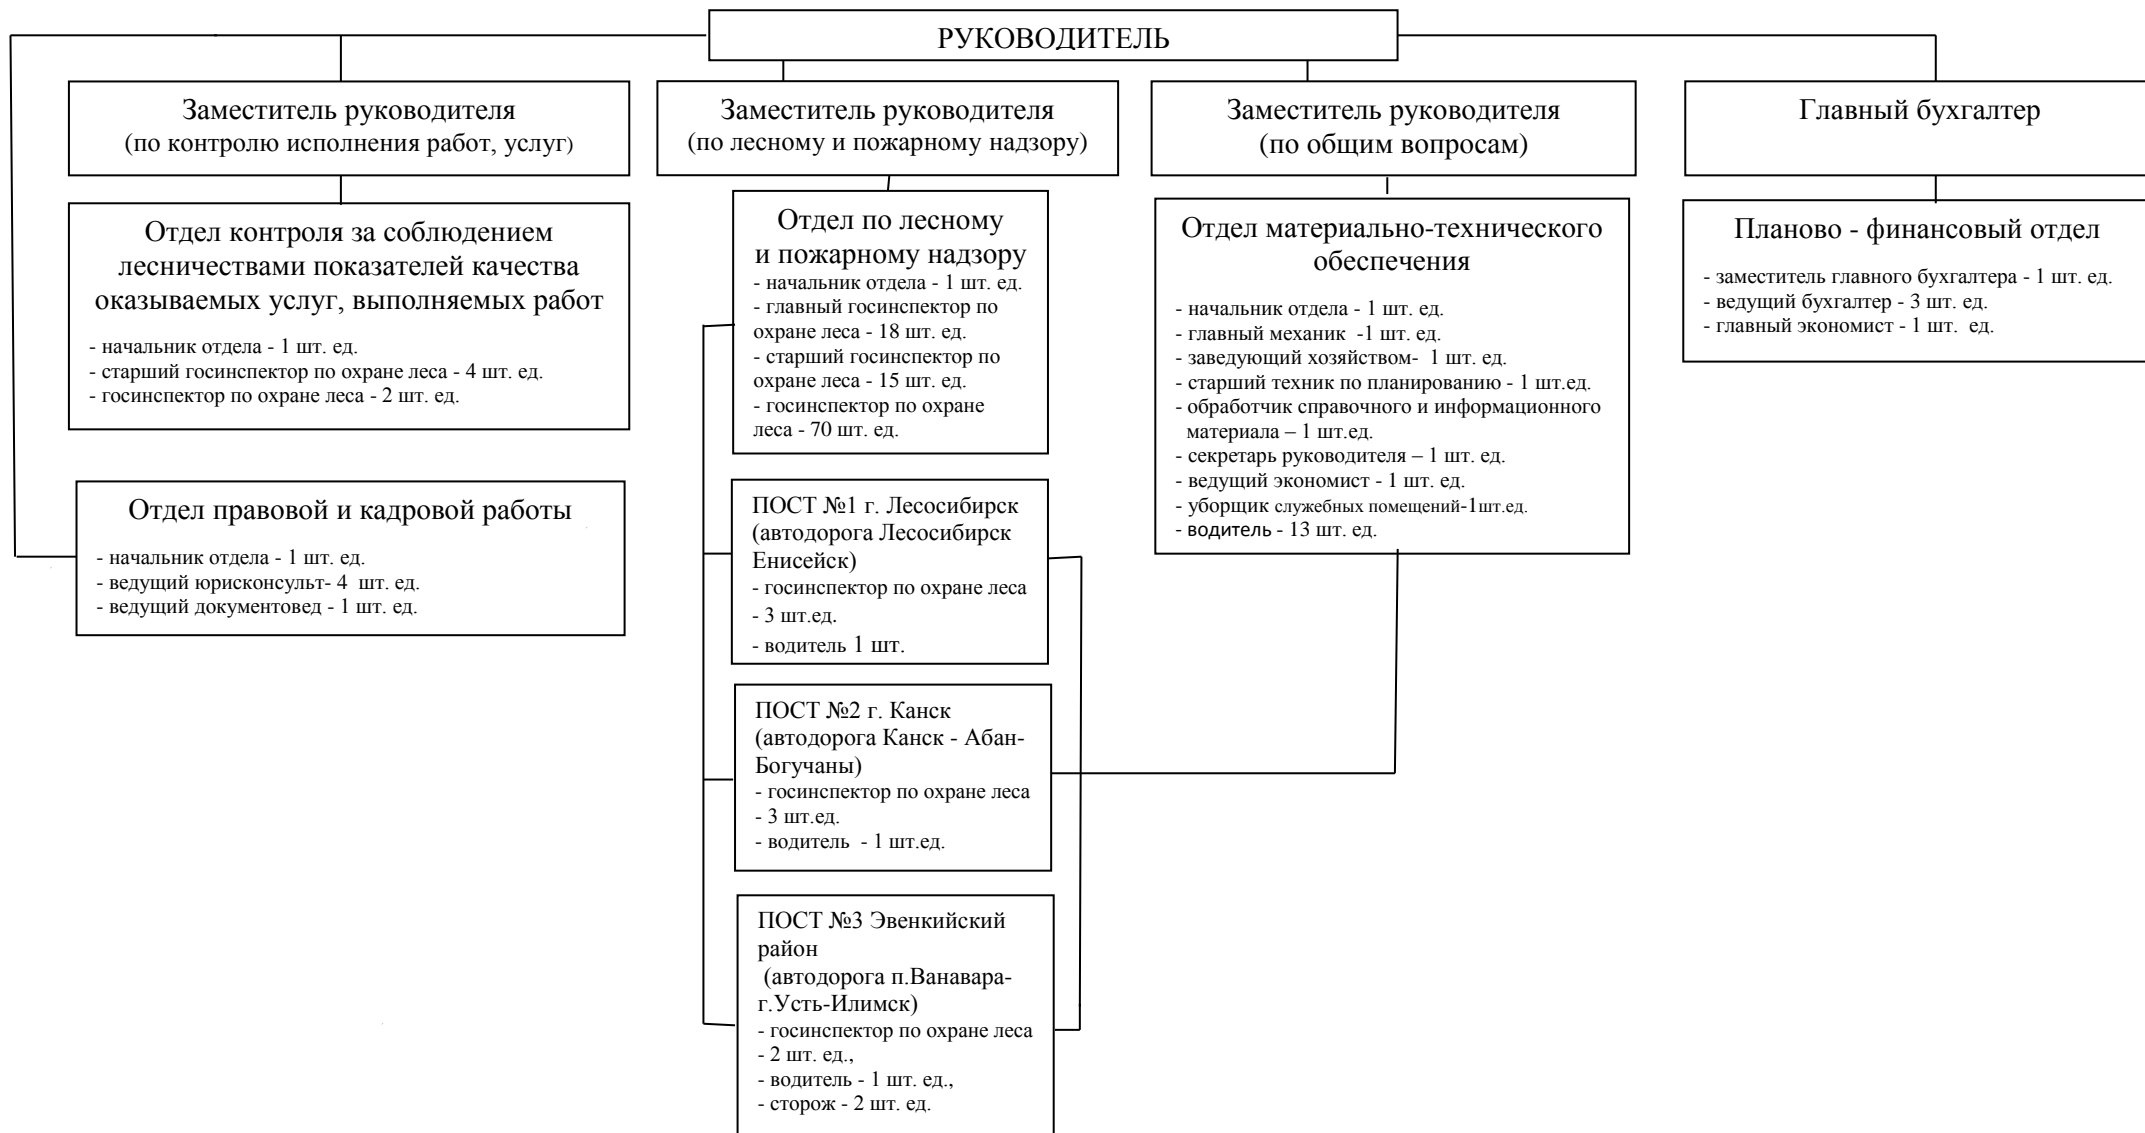 РУКОВОДИТЕЛЬ
Заместитель руководителя
(по контролю исполнения работ, услуг)
Заместитель руководителя
(по лесному и пожарному надзору)
Заместитель руководителя
(по общим вопросам)
Главный бухгалтер
Отдел контроля за соблюдением
лесничествами показателей качества
оказываемых услуг, выполняемых работ
- начальник отдела - 1 шт. ед.
- старший госинспектор по охране леса - 4 шт. ед.
- госинспектор по охране леса - 2 шт. ед.
Отдел правовой и кадровой работы
- начальник отдела - 1 шт. ед.
- ведущий юрисконсульт- 4 шт. ед.
- ведущий документовед - 1 шт. ед.
Отдел по лесному
и пожарному надзору
- начальник отдела - 1 шт. ед.
- главный госинспектор по
охране леса - 18 шт. ед.
- старший госинспектор по
охране леса - 15 шт. ед.
- госинспектор по охране
леса - 70 шт. ед.
ПОСТ №1 г. Лесосибирск
(автодорога Лесосибирск
Енисейск)
- госинспектор по охране леса
- 3 шт.ед.
- водитель 1 шт.
ПОСТ №2 г. Канск
(автодорога Канск - Абан-
Богучаны)
- госинспектор по охране леса
- 3 шт.ед.
- водитель - 1 шт.ед.
ПОСТ №3 Эвенкийский
район
(автодорога п.Ванавара-
г.Усть-Илимск)
- госинспектор по охране леса
- 2 шт. ед.,
- водитель - 1 шт. ед.,
- сторож - 2 шт. ед.
Отдел материально-технического
обеспечения
- начальник отдела - 1 шт. ед.
- главный механик -1 шт. ед.
- заведующий хозяйством- 1 шт. ед.
- старший техник по планированию - 1 шт.ед.
- обработчик справочного и информационного
материала – 1 шт.ед.
- секретарь руководителя – 1 шт. ед.
- ведущий экономист - 1 шт. ед.
- уборщик служебных помещений-1шт.ед.
- водитель - 13 шт. ед.
Планово - финансовый отдел
- заместитель главного бухгалтера - 1 шт. ед.
- ведущий бухгалтер - 3 шт. ед.
- главный экономист - 1 шт. ед.